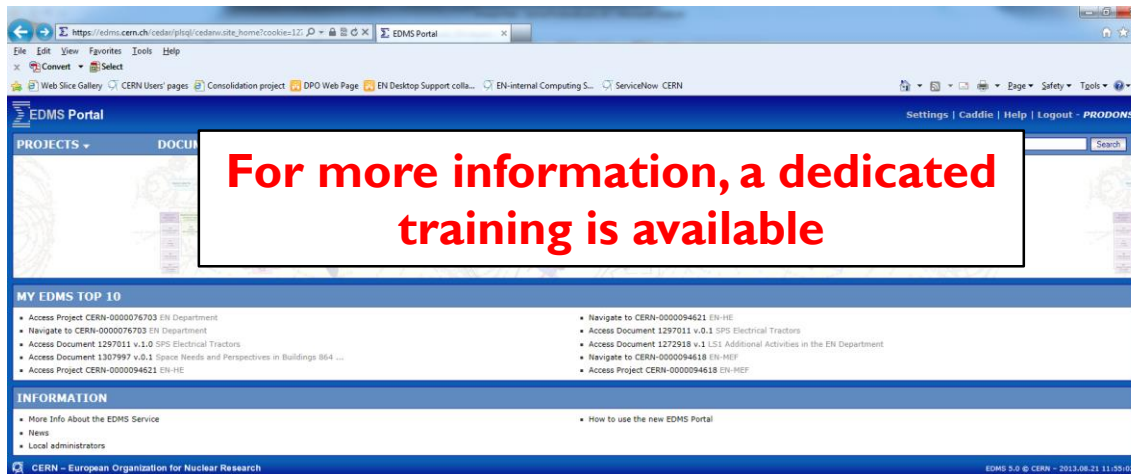 https://edms.cern.ch/cedar/plsql/cedarw.site_home?cookie=12 EDMS Portal
File Edit View Favorites Tools Help
Convert Select
Web Slice Gallery CERN Users' pages Consolidation project DPO Web Page EN Desktop Support colla... EN-internal Computing S... ServiceNow CERN Page Safety Tools
EDMS Portal Settings | Caddie | Help | Logout - PRODONS
PROJECTS DOCUM Search
For more information, a dedicated
training is available
MY EDMS TOP 10
Access Project CERN-0000076703 EN Department
Navigate to CERN-0000076703 EN Department
Access Document 1297011 v.1.0 SPS Electrical Tractors
Access Document 1307997 v.0.1 Space Needs and Perspectives in Buildings 864 ...
Access Project CERN-0000094621 EN-HE
Navigate to CERN-0000094621 EN-HE
Access Document 1297011 v.0.1 SPS Electrical Tractors
Access Document 1272918 v.1 LS1 Additional Activities in the EN Department
Navigate to CERN-0000094618 EN-MEF
Access Project CERN-0000094618 EN-MEF
INFORMATION
More Info About the EDMS Service
News
Local administrators
How to use the new EDMS Portal
CERN – European Organization for Nuclear Research EDMS 5.0 © CERN - 2013.08.21 11:55:0